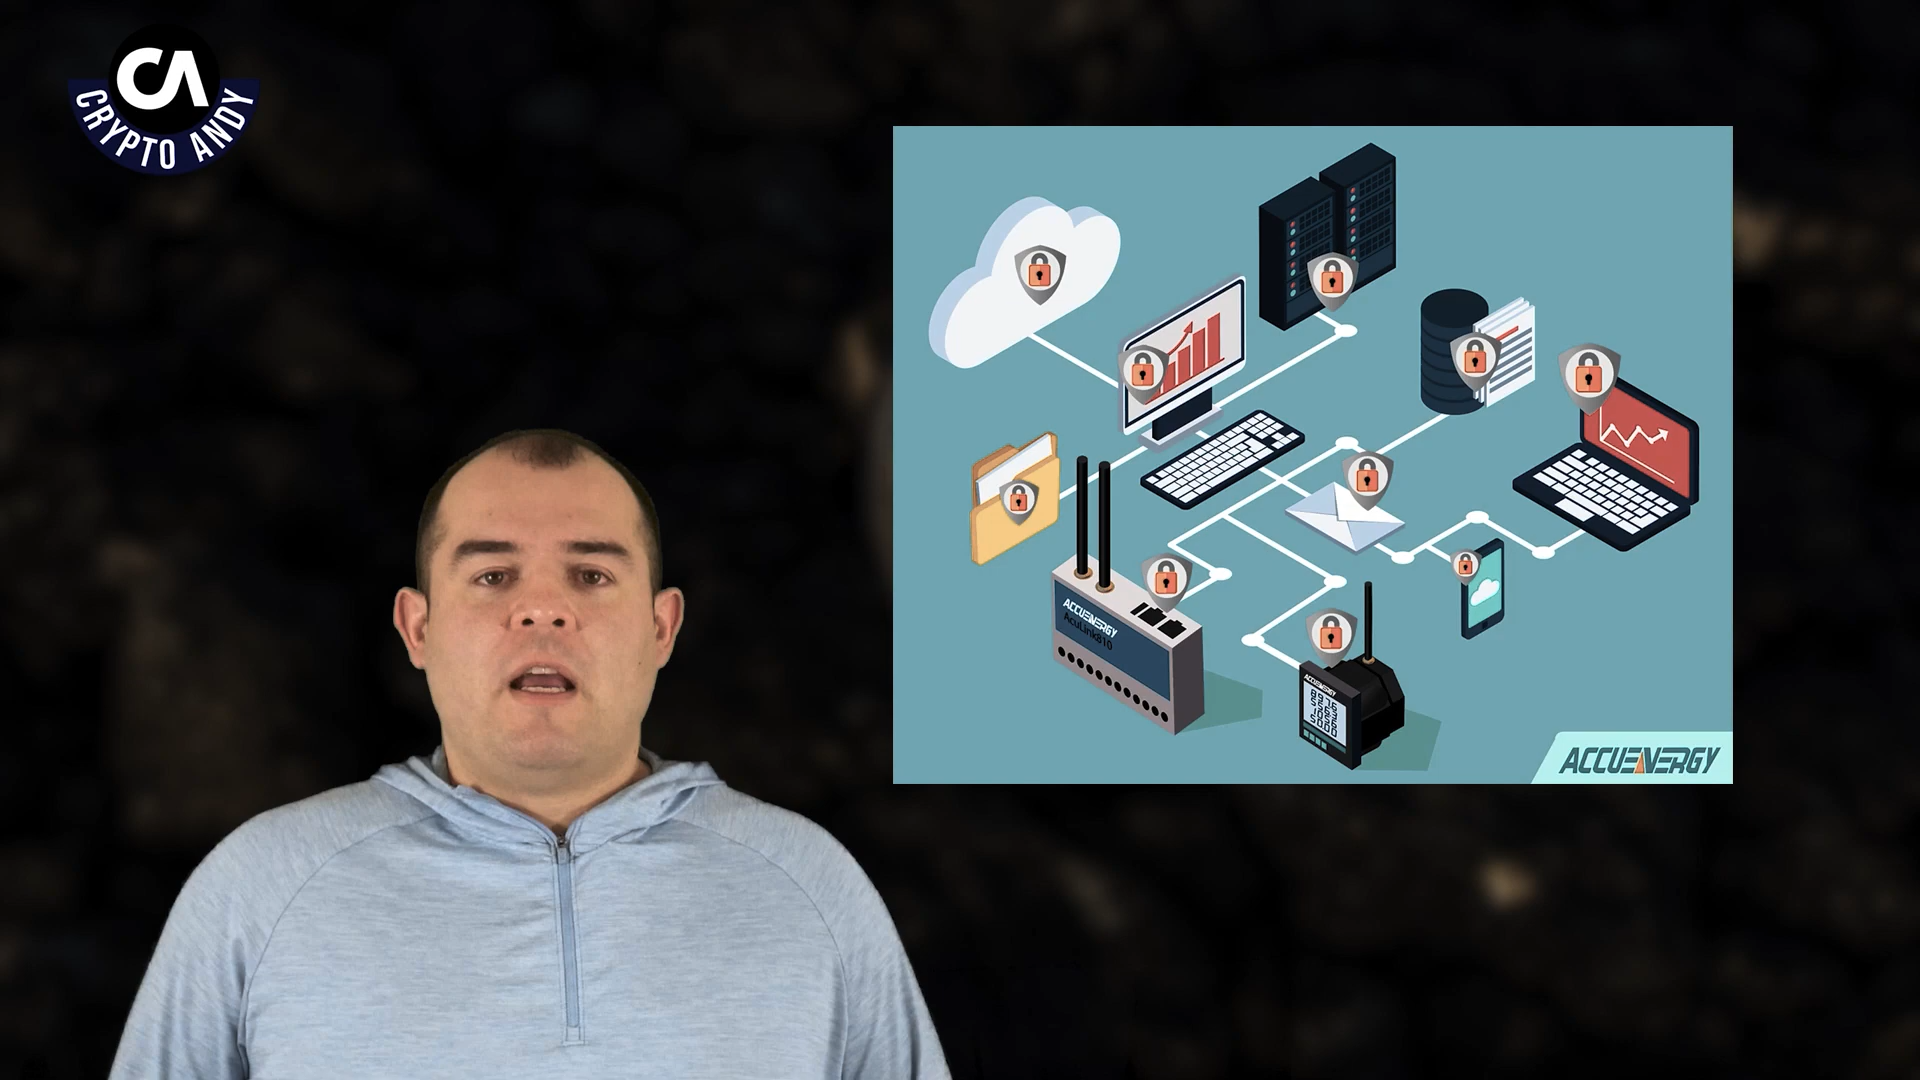 CA
CRYPTO ANDY
ACCUENERGY
AcuLink810
ACCUENERGY
ACCUENERGY